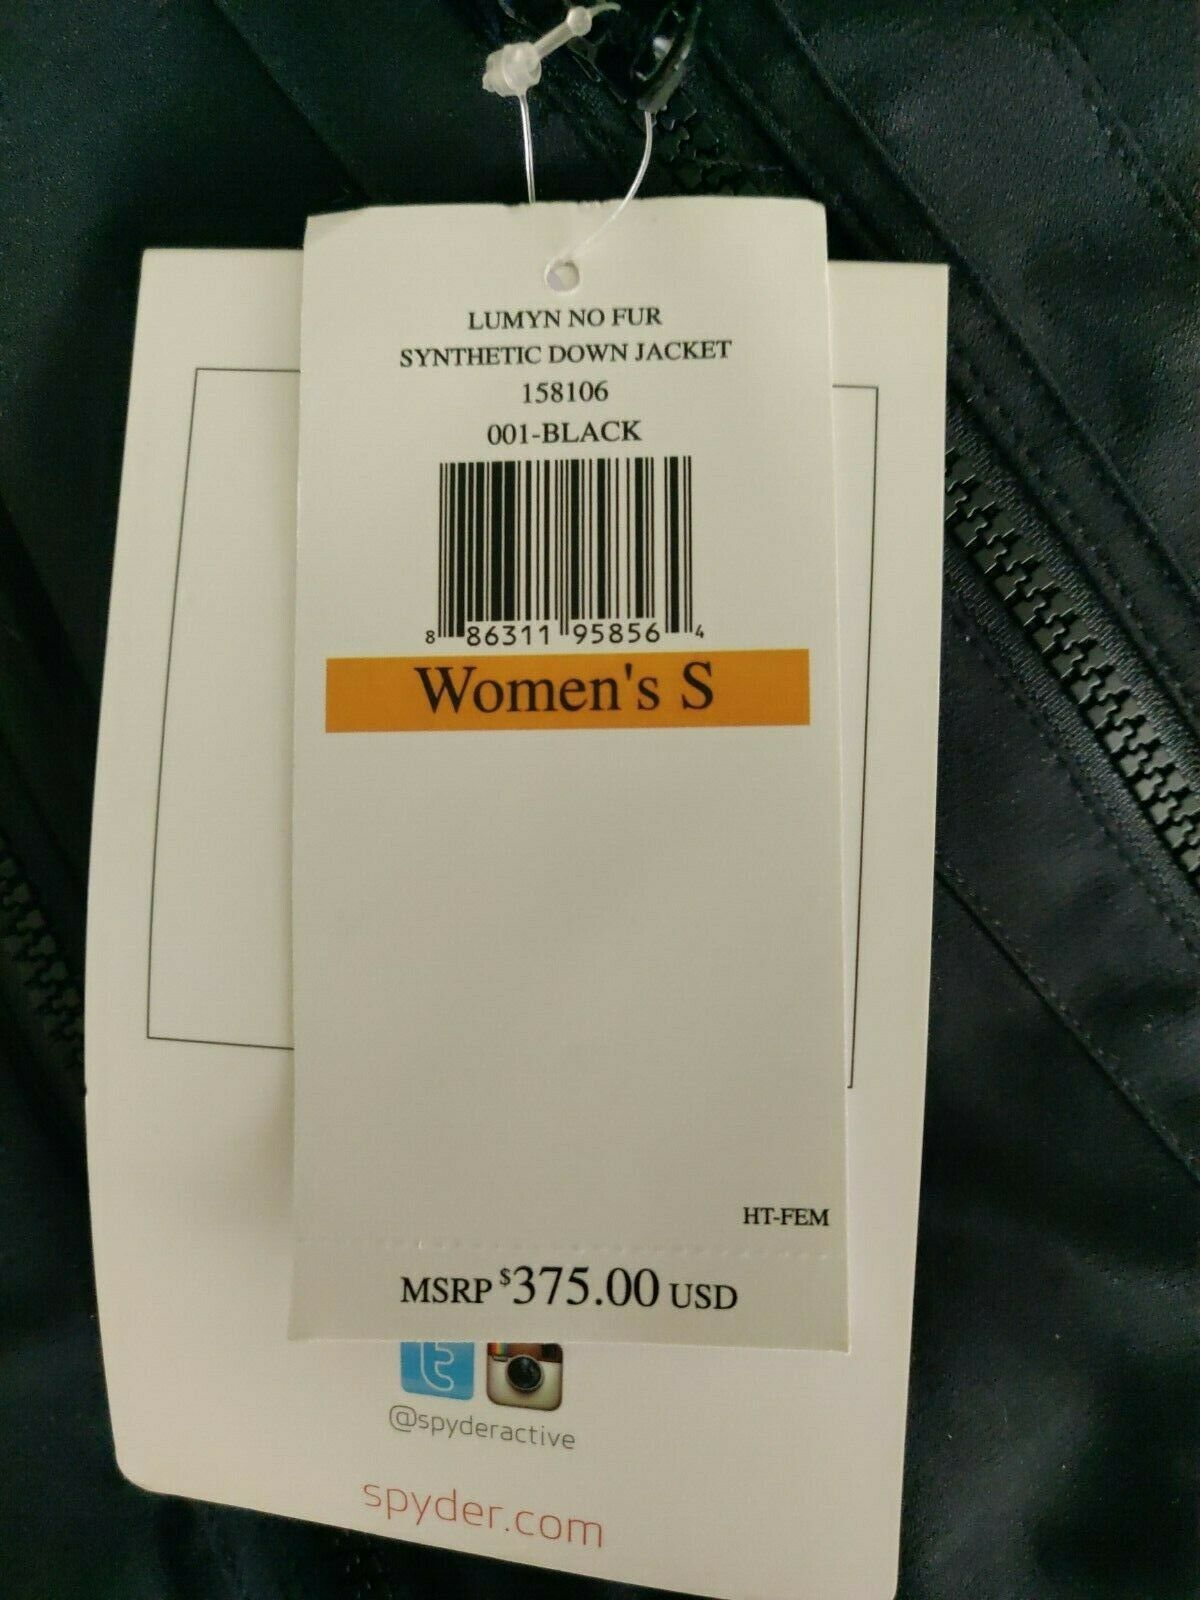 LUMYN NO FUR
SYNTHETIC DOWN JACKET
158106
001-BLACK
8 86311 95856 4
Women's S
HT-FEM
MSRP $375.00 USD
@spyderactive
spyder.com